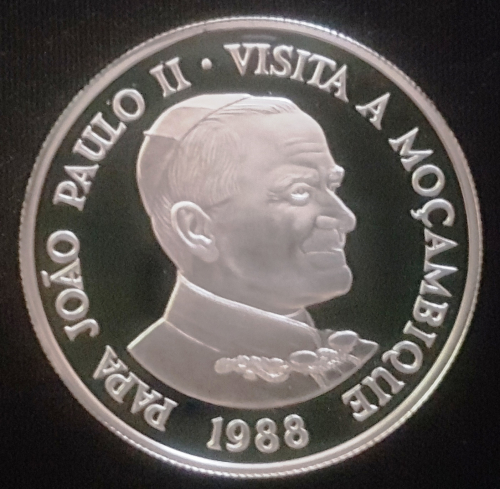 PAPA JOÃO PAULO II · VISITA A MOÇAMBIQUE
1988